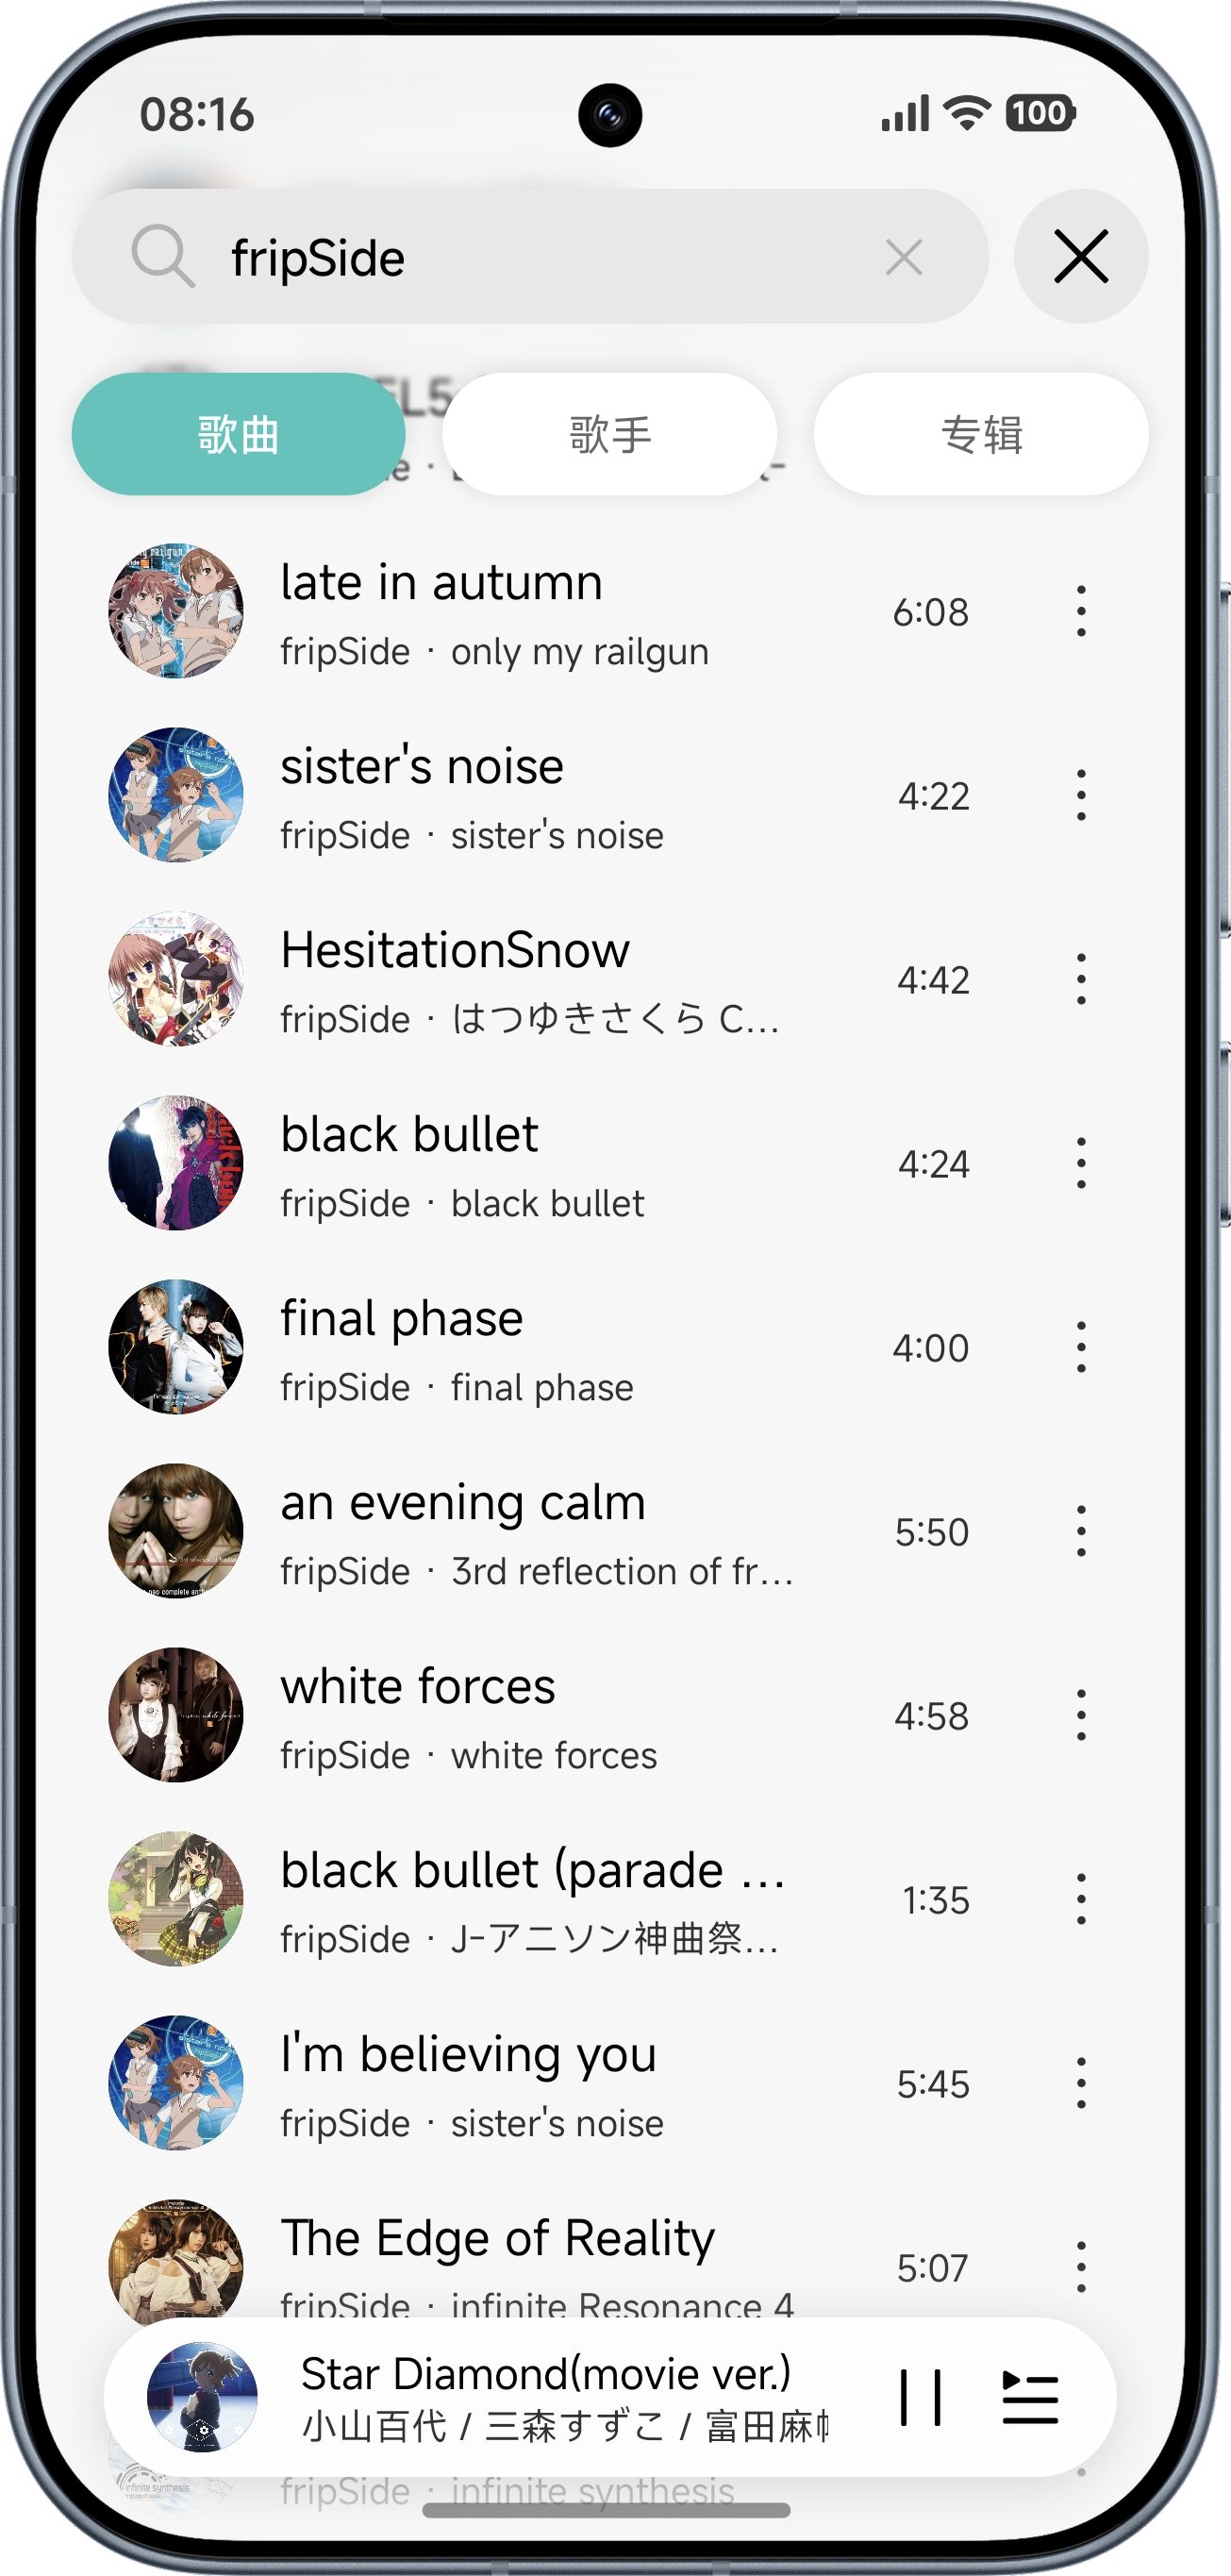 08:16
100
fripSide
歌曲
歌手
专辑
late in autumn
6:08
fripSide · only my railgun
sister's noise
4:22
fripSide · sister's noise
HesitationSnow
4:42
fripSide · はつゆきさくら C...
black bullet
4:24
fripSide · black bullet
final phase
4:00
fripSide · final phase
an evening calm
5:50
fripSide · 3rd reflection of fr...
white forces
4:58
fripSide · white forces
black bullet (parade ...
1:35
fripSide · J-アニソン神曲祭...
I'm believing you
5:45
fripSide · sister's noise
The Edge of Reality
5:07
fripSide · infinite Resonance 4
Star Diamond(movie ver.)
小山百代 / 三森すずこ / 富田麻
fripSide · infinite synthesis